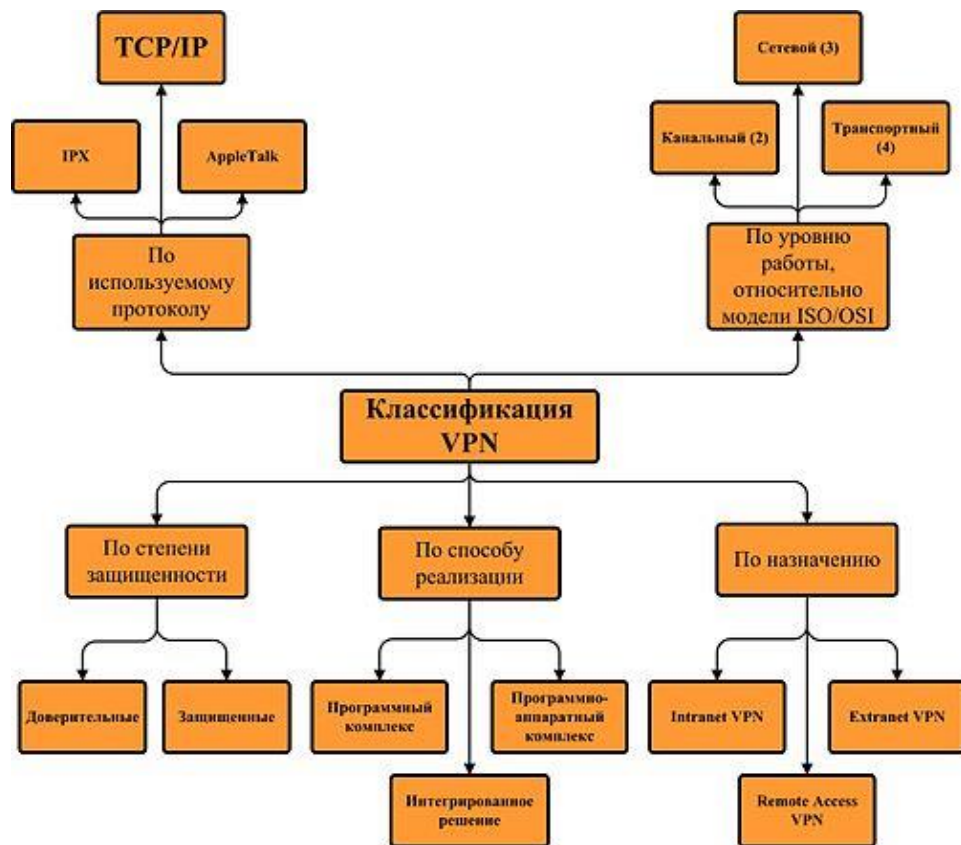 TCP/IP
Сетевой (3)
IPX
AppleTalk
Канальный (2)
Транспортный
(4)
По
используемому
протоколу
По уровню
работы,
относительно
модели ISO/OSI
Классификация
VPN
По степени
защищенности
По способу
реализации
По назначению
Доверительные
Защищенные
Программный
комплекс
Программно-
аппаратный
комплекс
Intranet VPN
Extranet VPN
Интегрированное
решение
Remote Access
VPN